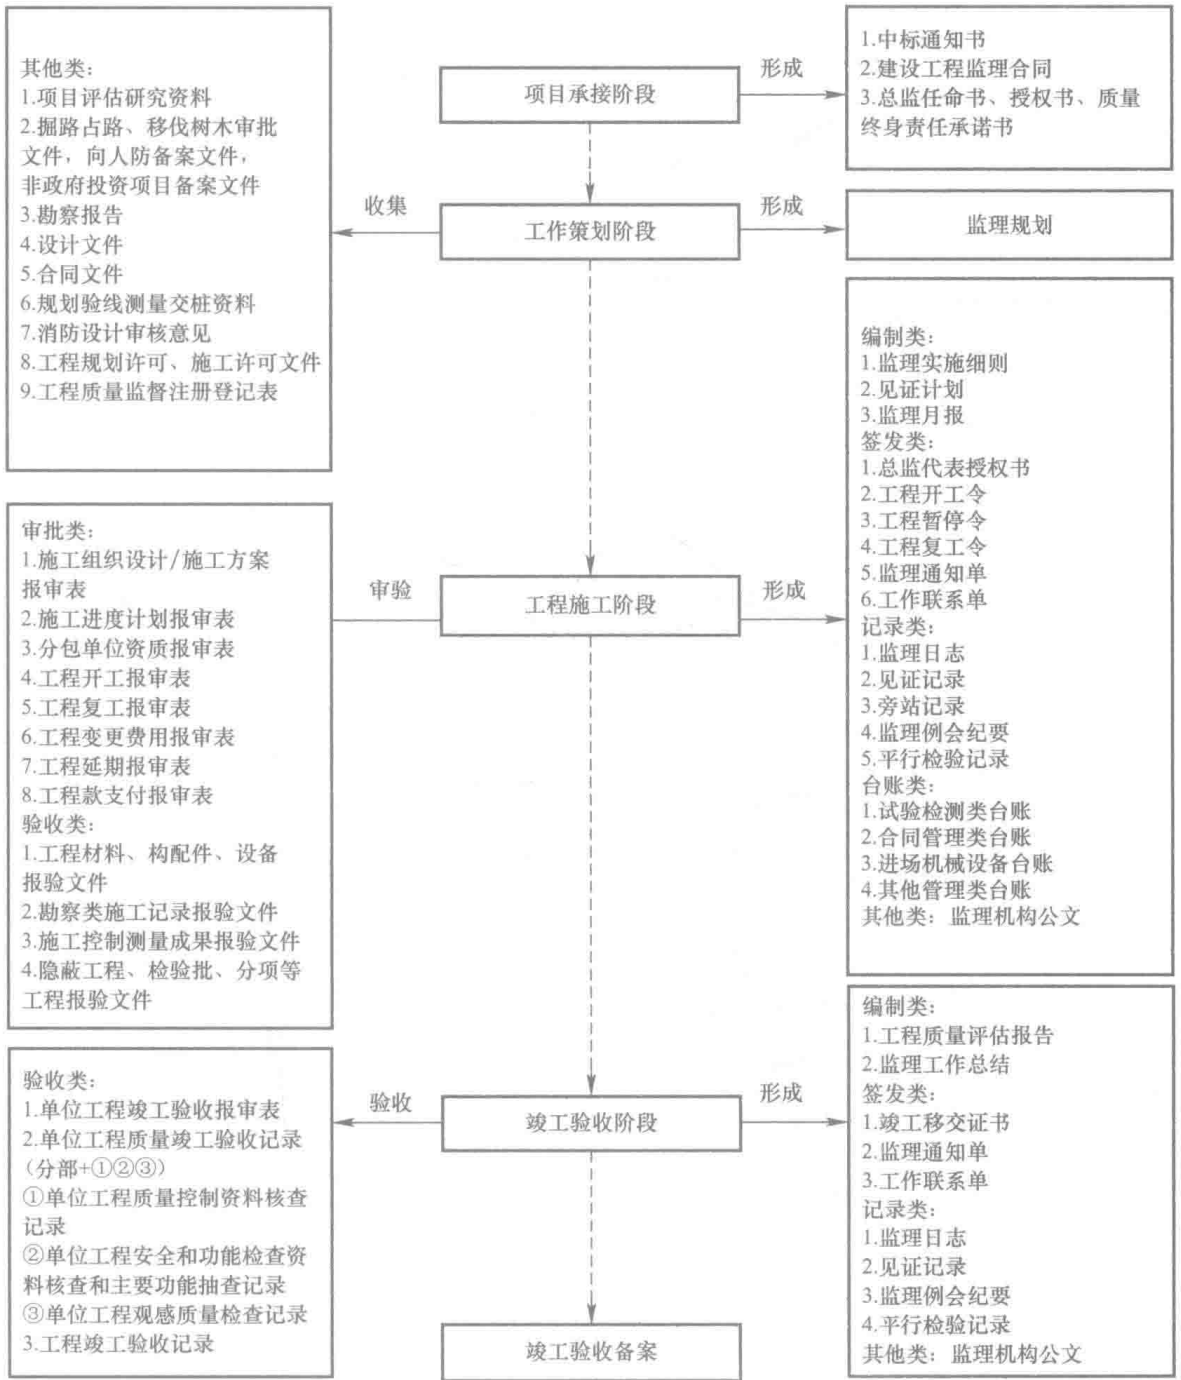 其他类：
1.项目评估研究资料
2.掘路占路、移伐树木审批
文件，向人防备案文件，
非政府投资项目备案文件
3.勘察报告
4.设计文件
5.合同文件
6.规划验线测量交桩资料
7.消防设计审核意见
8.工程规划许可、施工许可文件
9.工程质量监督注册登记表
项目承接阶段
形成
1.中标通知书
2.建设工程监理合同
3.总监任命书、授权书、质量
终身责任承诺书
收集
工作策划阶段
形成
监理规划
审批类：
1.施工组织设计/施工方案
报审表
2.施工进度计划报审表
3.分包单位资质报审表
4.工程开工报审表
5.工程复工报审表
6.工程变更费用报审表
7.工程延期报审表
8.工程款支付报审表
验收类：
1.工程材料、构配件、设备
报验文件
2.勘察类施工记录报验文件
3.施工控制测量成果报验文件
4.隐蔽工程、检验批、分项等
工程报验文件
审验
工程施工阶段
形成
编制类：
1.监理实施细则
2.见证计划
3.监理月报
签发类：
1.总监代表授权书
2.工程开工令
3.工程暂停令
4.工程复工令
5.监理通知单
6.工作联系单
记录类：
1.监理日志
2.见证记录
3.旁站记录
4.监理例会纪要
5.平行检验记录
台账类：
1.试验检测类台账
2.合同管理类台账
3.进场机械设备台账
4.其他管理类台账
其他类：监理机构公文
验收类：
1.单位工程竣工验收报审表
2.单位工程质量竣工验收记录
（分部+①②③）
①单位工程质量控制资料核查
记录
②单位工程安全和功能检查资
料核查和主要功能抽查记录
③单位工程观感质量检查记录
3.工程竣工验收记录
验收
竣工验收阶段
形成
编制类：
1.工程质量评估报告
2.监理工作总结
签发类：
1.竣工移交证书
2.监理通知单
3.工作联系单
记录类：
1.监理日志
2.见证记录
3.监理例会纪要
4.平行检验记录
其他类：监理机构公文
竣工验收备案